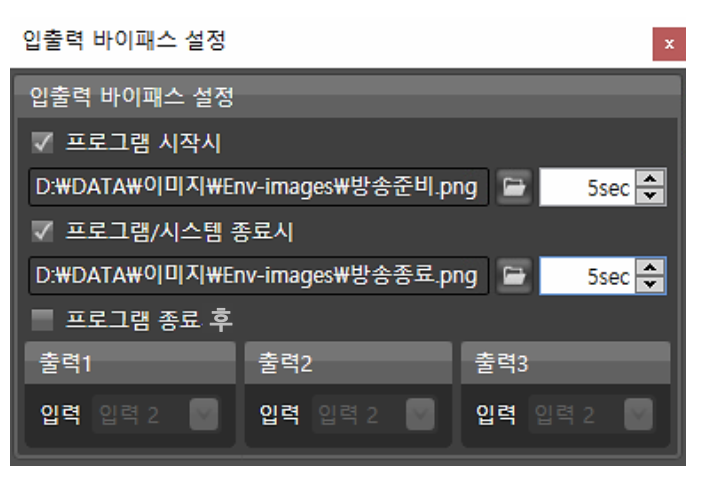 입출력 바이패스 설정
x
입출력 바이패스 설정
프로그램 시작시
D:₩DATA₩이미지₩Env-images₩방송준비.png 5sec
프로그램/시스템 종료시
D:₩DATA₩이미지₩Env-images₩방송종료.png 5sec
프로그램 종료 후
출력1 출력2 출력3
입력 입력 2 입력 입력 2 입력 입력 2